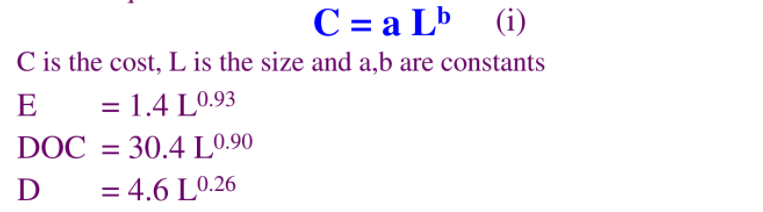 C = a L^b (i)
C is the cost, L is the size and a,b are constants
E = 1.4 L^0.93
DOC = 30.4 L^0.90
D = 4.6 L^0.26